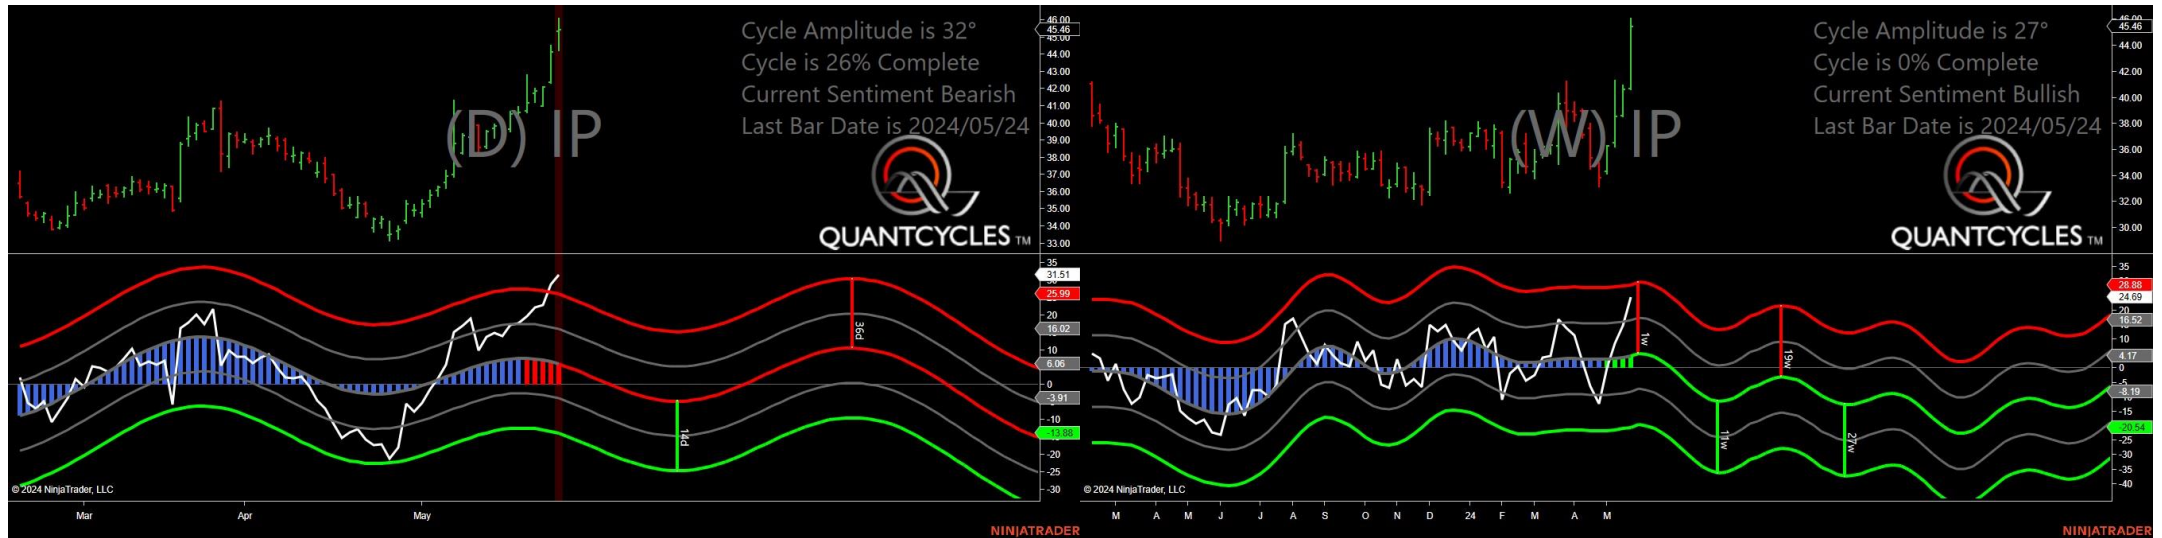 Cycle Amplitude is 32°
Cycle is 26% Complete
Current Sentiment Bearish
Last Bar Date is 2024/05/24
(D) IP
QUANTCYCLES TM
46.00
45.46
45.00
44.00
43.00
42.00
41.00
40.00
39.00
38.00
37.00
36.00
35.00
34.00
33.00
35
31.51
25.99
20
16.02
10
6.06
0
-3.91
-10
-13.88
-20
-25
-30
36d
14d
© 2024 NinjaTrader, LLC
Mar Apr May
NINJATRADER
Cycle Amplitude is 27°
Cycle is 0% Complete
Current Sentiment Bullish
Last Bar Date is 2024/05/24
(W) IP
QUANTCYCLES TM
46.00
45.46
44.00
42.00
40.00
38.00
36.00
34.00
32.00
30.00
35
28.88
24.69
20
16.52
10
4.17
0
-5
-8.19
-15
-20.54
-25
-30
-35
-40
1w
19w
11w
27w
© 2024 NinjaTrader, LLC
M A M J J A S O N D 24 F M A M
NINJATRADER